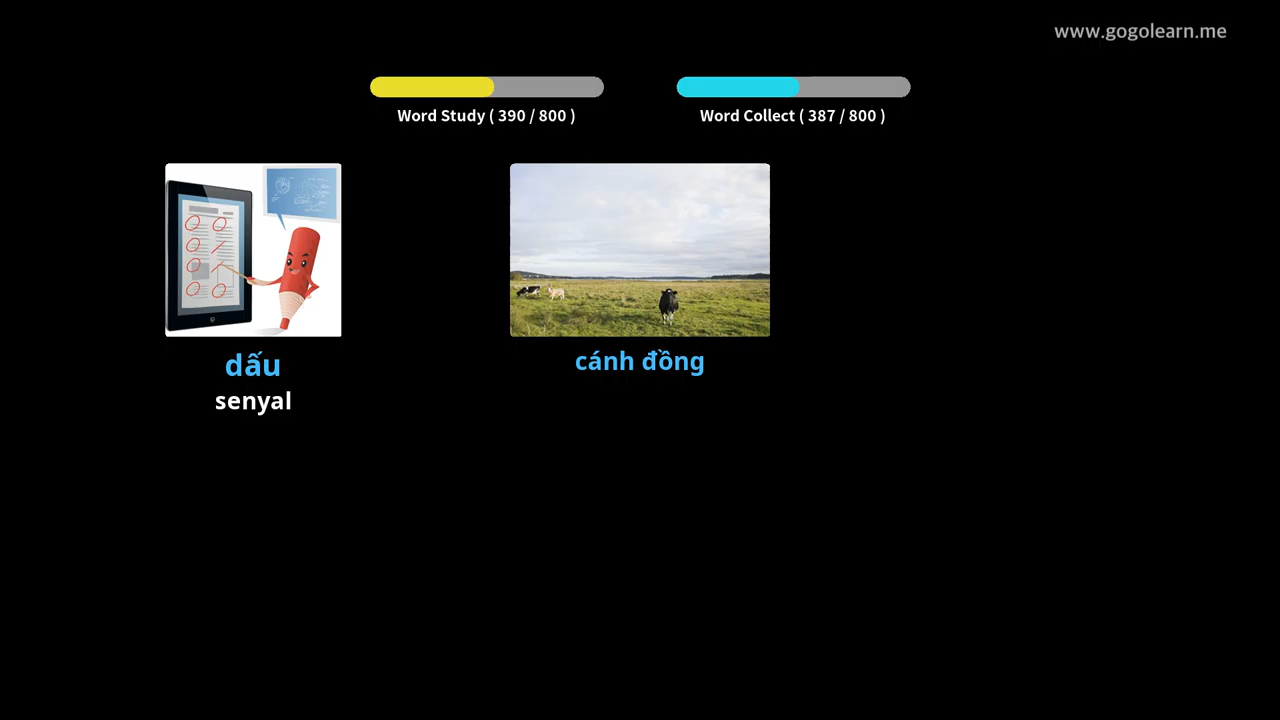 www.gogolearn.me
Word Study ( 390 / 800 )
Word Collect ( 387 / 800 )
dấu
senyal
cánh đồng